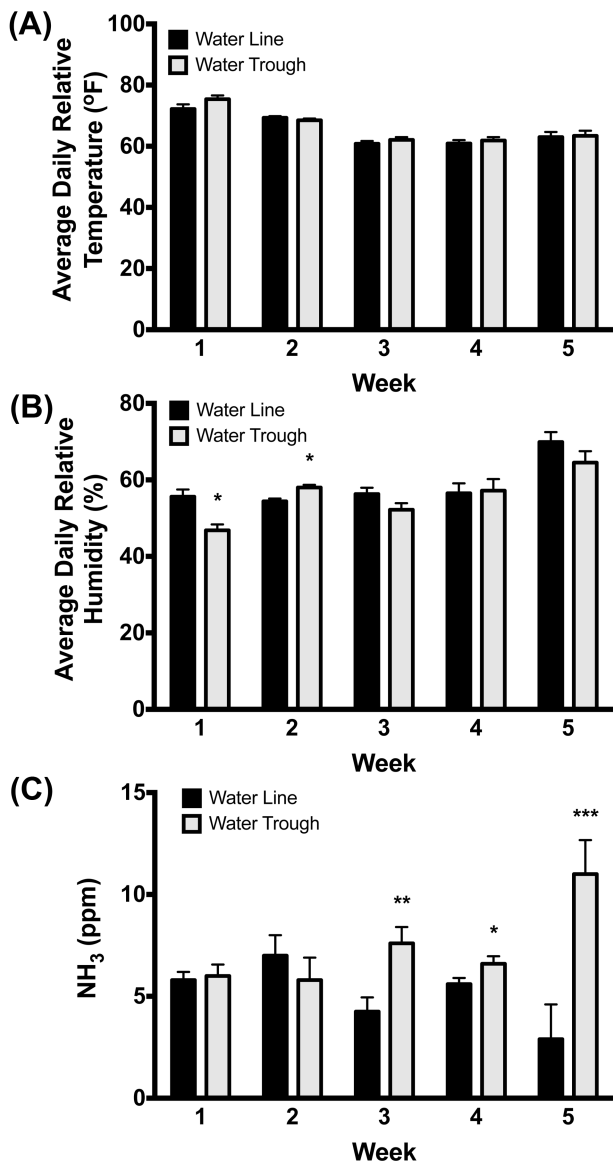 (A)
Average Daily Relative
Temperature (ºF)
100
80
60
40
20
0
Water Line
Water Trough
1 2 3 4 5
Week
(B)
Average Daily Relative
Humidity (%)
80
60
40
20
0
Water Line
Water Trough
*
*
1 2 3 4 5
Week
(C)
NH3 (ppm)
15
10
5
0
Water Line
Water Trough
**
*
***
1 2 3 4 5
Week